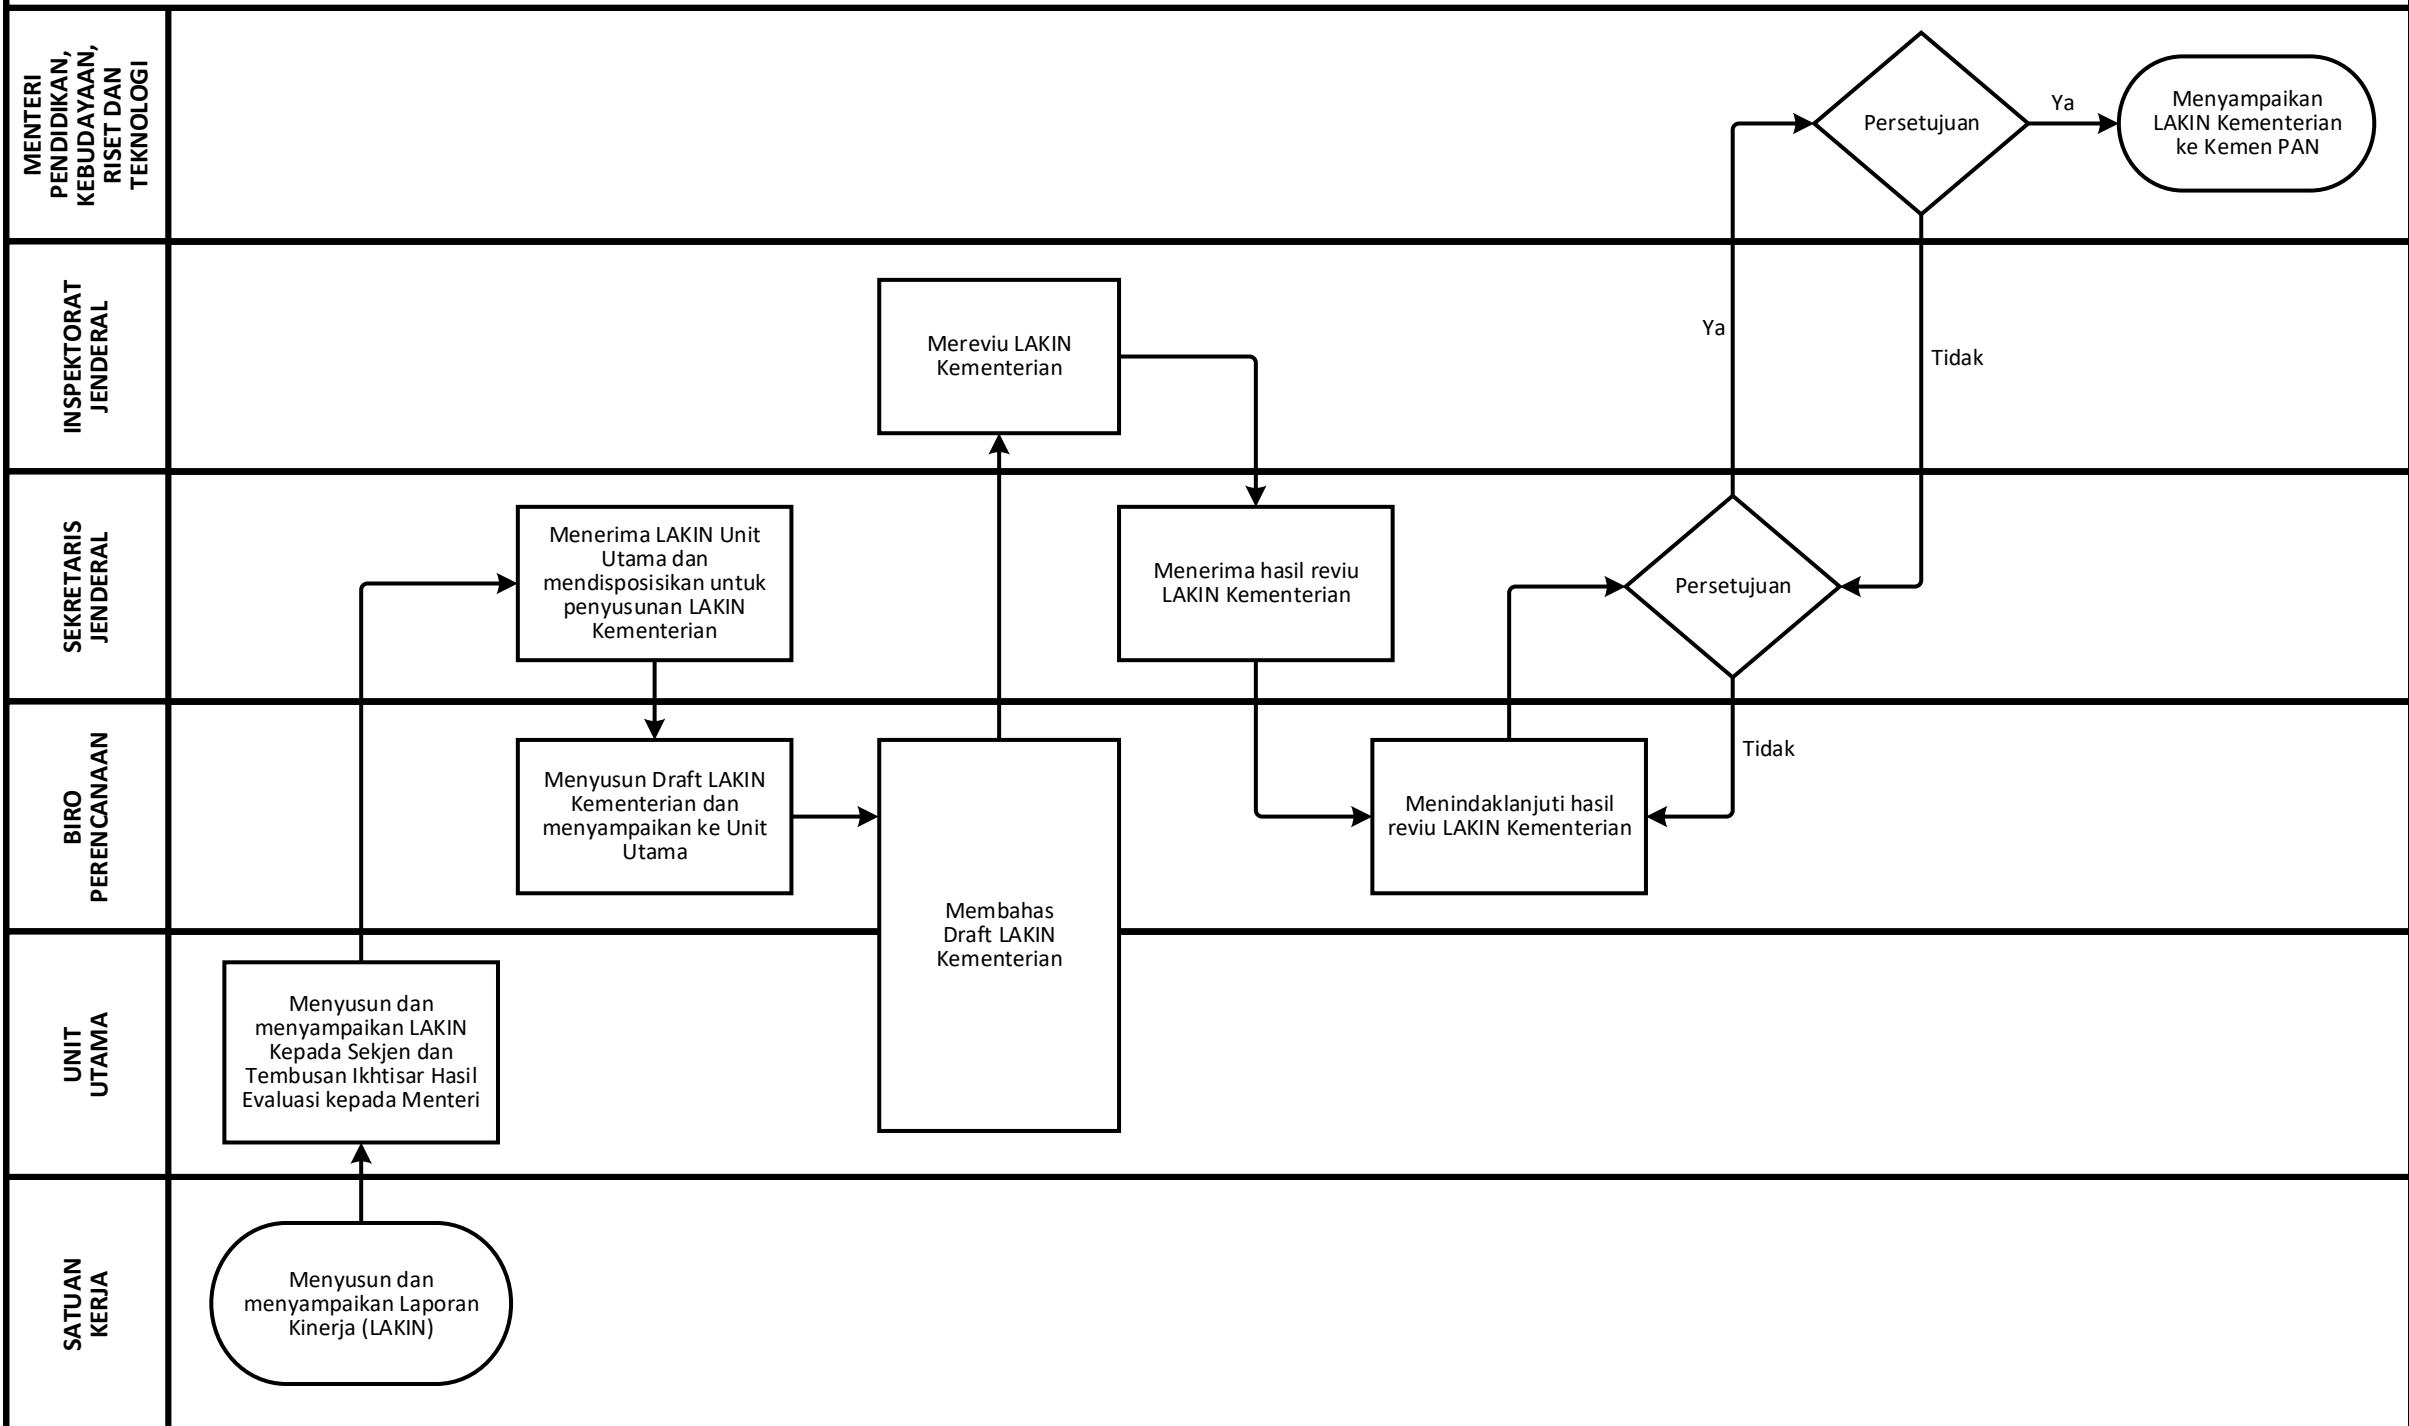 MENTERI
PENDIDIKAN,
KEBUDAYAAN,
RISET DAN
TEKNOLOGI
Persetujuan
Ya
Menyampaikan
LAKIN Kementerian
ke Kemen PAN
INSPEKTORAT
JENDERAL
Mereviu LAKIN
Kementerian
Ya
Tidak
SEKRETARIS
JENDERAL
Menerima LAKIN Unit
Utama dan
mendisposisikan untuk
penyusunan LAKIN
Kementerian
Menerima hasil reviu
LAKIN Kementerian
Persetujuan
BIRO
PERENCANAAN
Menyusun Draft LAKIN
Kementerian dan
menyampaikan ke Unit
Utama
Membahas
Draft LAKIN
Kementerian
Menindaklanjuti hasil
reviu LAKIN Kementerian
Tidak
UNIT
UTAMA
Menyusun dan
menyampaikan LAKIN
Kepada Sekjen dan
Tembusan Ikhtisar Hasil
Evaluasi kepada Menteri
SATUAN
KERJA
Menyusun dan
menyampaikan Laporan
Kinerja (LAKIN)